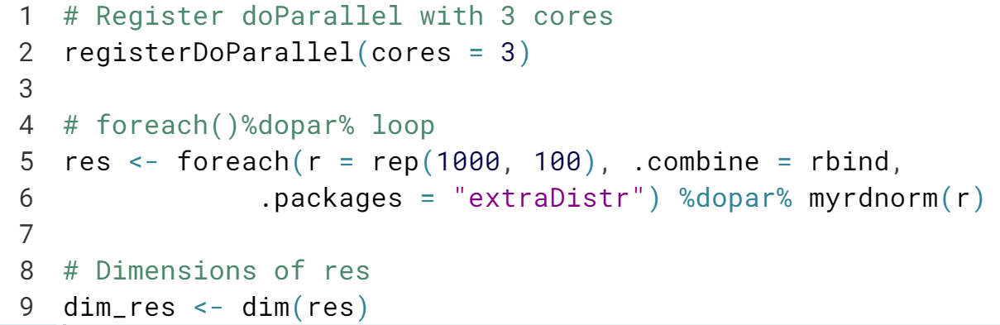 1 # Register doParallel with 3 cores
2 registerDoParallel(cores = 3)
3
4 # foreach()%dopar% loop
5 res <- foreach(r = rep(1000, 100), .combine = rbind,
6             .packages = "extraDistr") %dopar% myrdnorm(r)
7
8 # Dimensions of res
9 dim_res <- dim(res)